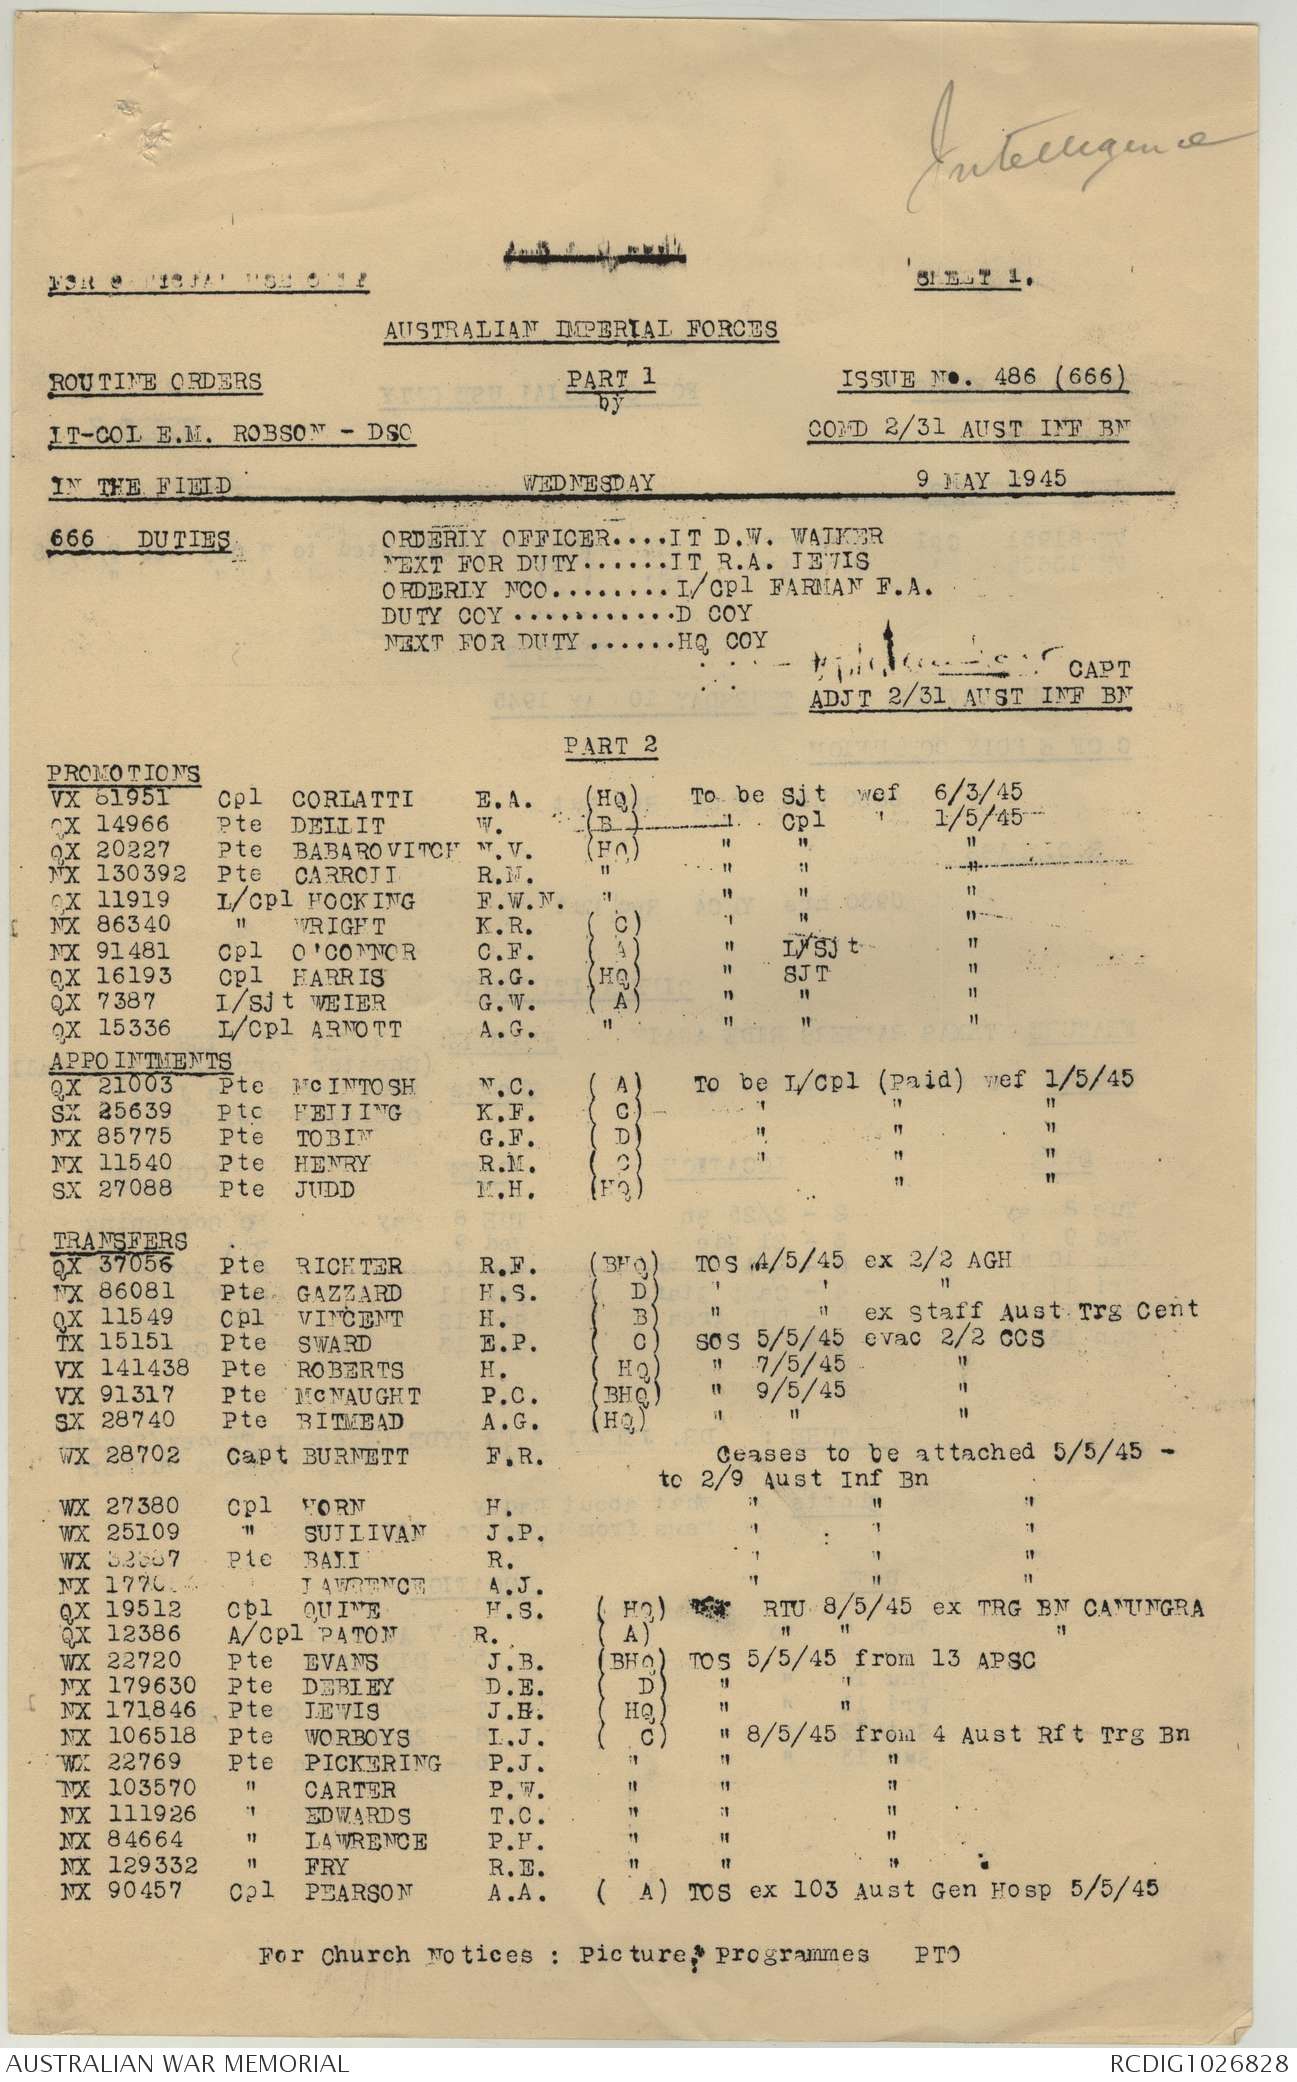 Intelligence
FOR OFFICIAL USE ONLY SHEET 1.
AUSTRALIAN IMPERIAL FORCES
ROUTINE ORDERS PART 1 ISSUE No. 486 (666)
by
LT-COL E.M. ROBSON - DSO COMD 2/31 AUST INF BN
IN THE FIELD WEDNESDAY 9 MAY 1945
666 DUTIES ORDERLY OFFICER....LT D.W. WALKER
NEXT FOR DUTY......LT R.A. LEWIS
ORDERLY NCO........L/Cpl FARMAN F.A.
DUTY COY ...........D COY
NEXT FOR DUTY ......HQ COY
CAPT
ADJT 2/31 AUST INF BN
PART 2
PROMOTIONS
VX 61951 Cpl CORLATTI E.A. (HQ) To be Sjt wef 6/3/45
QX 14966 Pte DELLIT W. (B ) " Cpl " 1/5/45
QX 20227 Pte BABAROVITCH N.V. (HQ) " " "
NX 130392 Pte CARROLL R.M. " " " "
QX 11919 L/Cpl HOCKING F.W.N. " " " "
NX 86340 " WRIGHT K.R. ( C) " " "
NX 91481 Cpl O'CONNOR C.F. ( A) " L/Sjt "
QX 16193 Cpl HARRIS R.G. (HQ) " SJT "
QX 7387 L/Sjt WEIER G.W. ( A) " " "
QX 15336 L/Cpl ARNOTT A.G. " " " "
APPOINTMENTS
QX 21003 Pte McINTOSH N.C. ( A) To be L/Cpl (Paid) wef 1/5/45
SX 25639 Pte HEILING K.F. ( C) " " "
NX 85775 Pte TOBIN G.F. ( D) " " "
NX 11540 Pte HENRY R.M. ( C) " " "
SX 27088 Pte JUDD M.H. (HQ) " "
TRANSFERS
QX 37056 Pte RICHTER R.F. (BHQ) TOS 4/5/45 ex 2/2 AGH
NX 86081 Pte GAZZARD H.S. ( D) " " "
QX 11549 Cpl VINCENT H. ( B) " " ex Staff Aust Trg Cent
TX 15151 Pte SWARD E.P. ( C) SOS 5/5/45 evac 2/2 CCS
VX 141438 Pte ROBERTS H. ( HQ) " 7/5/45 "
VX 91317 Pte McNAUGHT P.C. (BHQ) " 9/5/45 "
SX 28740 Pte BITMEAD A.G. (HQ) " " "
WX 28702 Capt BURNETT F.R. Ceases to be attached 5/5/45 -
to 2/9 Aust Inf Bn
WX 27380 Cpl HORN H. " " "
WX 25109 " SULLIVAN J.P. " " "
WX Pte BALL R. " " "
NX LAWRENCE A.J. " " "
QX 19512 Cpl QUINE H.S. ( HQ) RTU 8/5/45 ex TRG BN CANUNGRA
QX 12386 A/Cpl PATON R. ( A) " " "
WX 22720 Pte EVANS J.B. (BHQ) TOS 5/5/45 from 13 APSC
NX 179630 Pte DEBLEY D.E. ( D) " "
NX 171846 Pte LEWIS J.H. ( HQ) " "
NX 106518 Pte WORBOYS L.J. ( C) " 8/5/45 from 4 Aust Rft Trg Bn
WX 22769 Pte PICKERING P.J. " " "
NX 103570 " CARTER P.W. " " "
NX 111926 " EDWARDS T.C. " " "
NX 84664 " LAWRENCE P.H. " " "
NX 129332 " FRY R.E. " " "
NX 90457 Cpl PEARSON A.A. ( A) TOS ex 103 Aust Gen Hosp 5/5/45
For Church Notices : Picture, Programmes PTO
AUSTRALIAN WAR MEMORIAL RCDIG1026828